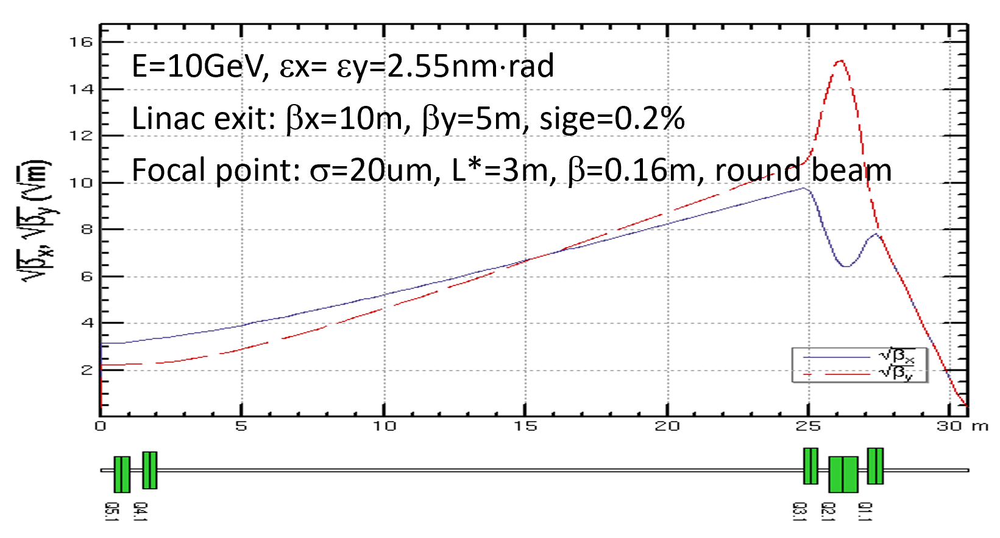 16
14
12
10
8
6
4
2
√βx, √βy (√m)
E=10GeV, εx= εy=2.55nm·rad
Linac exit: βx=10m, βy=5m, sige=0.2%
Focal point: σ=20um, L*=3m, β=0.16m, round beam
√βx
√βy
0 5 10 15 20 25 30 m
Q5.1 Q4.1 Q3.1 Q2.1 Q1.1